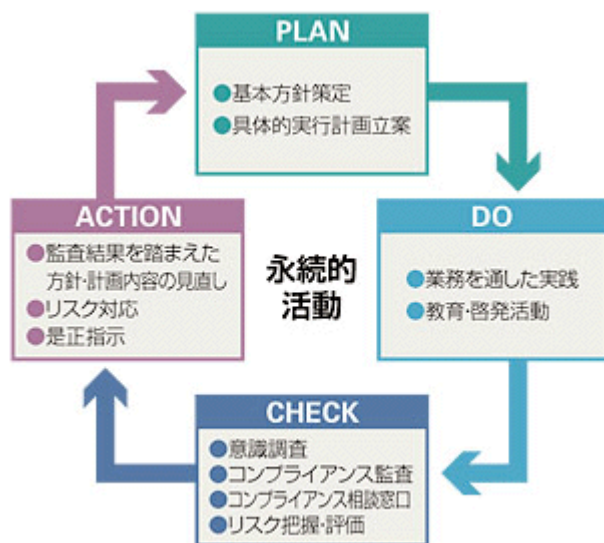 PLAN
●基本方針策定
●具体的実行計画立案
DO
●業務を通した実践
●教育・啓発活動
CHECK
●意識調査
●コンプライアンス監査
●コンプライアンス相談窓口
●リスク把握・評価
ACTION
●監査結果を踏まえた
方針・計画内容の見直し
●リスク対応
●是正指示
永続的
活動